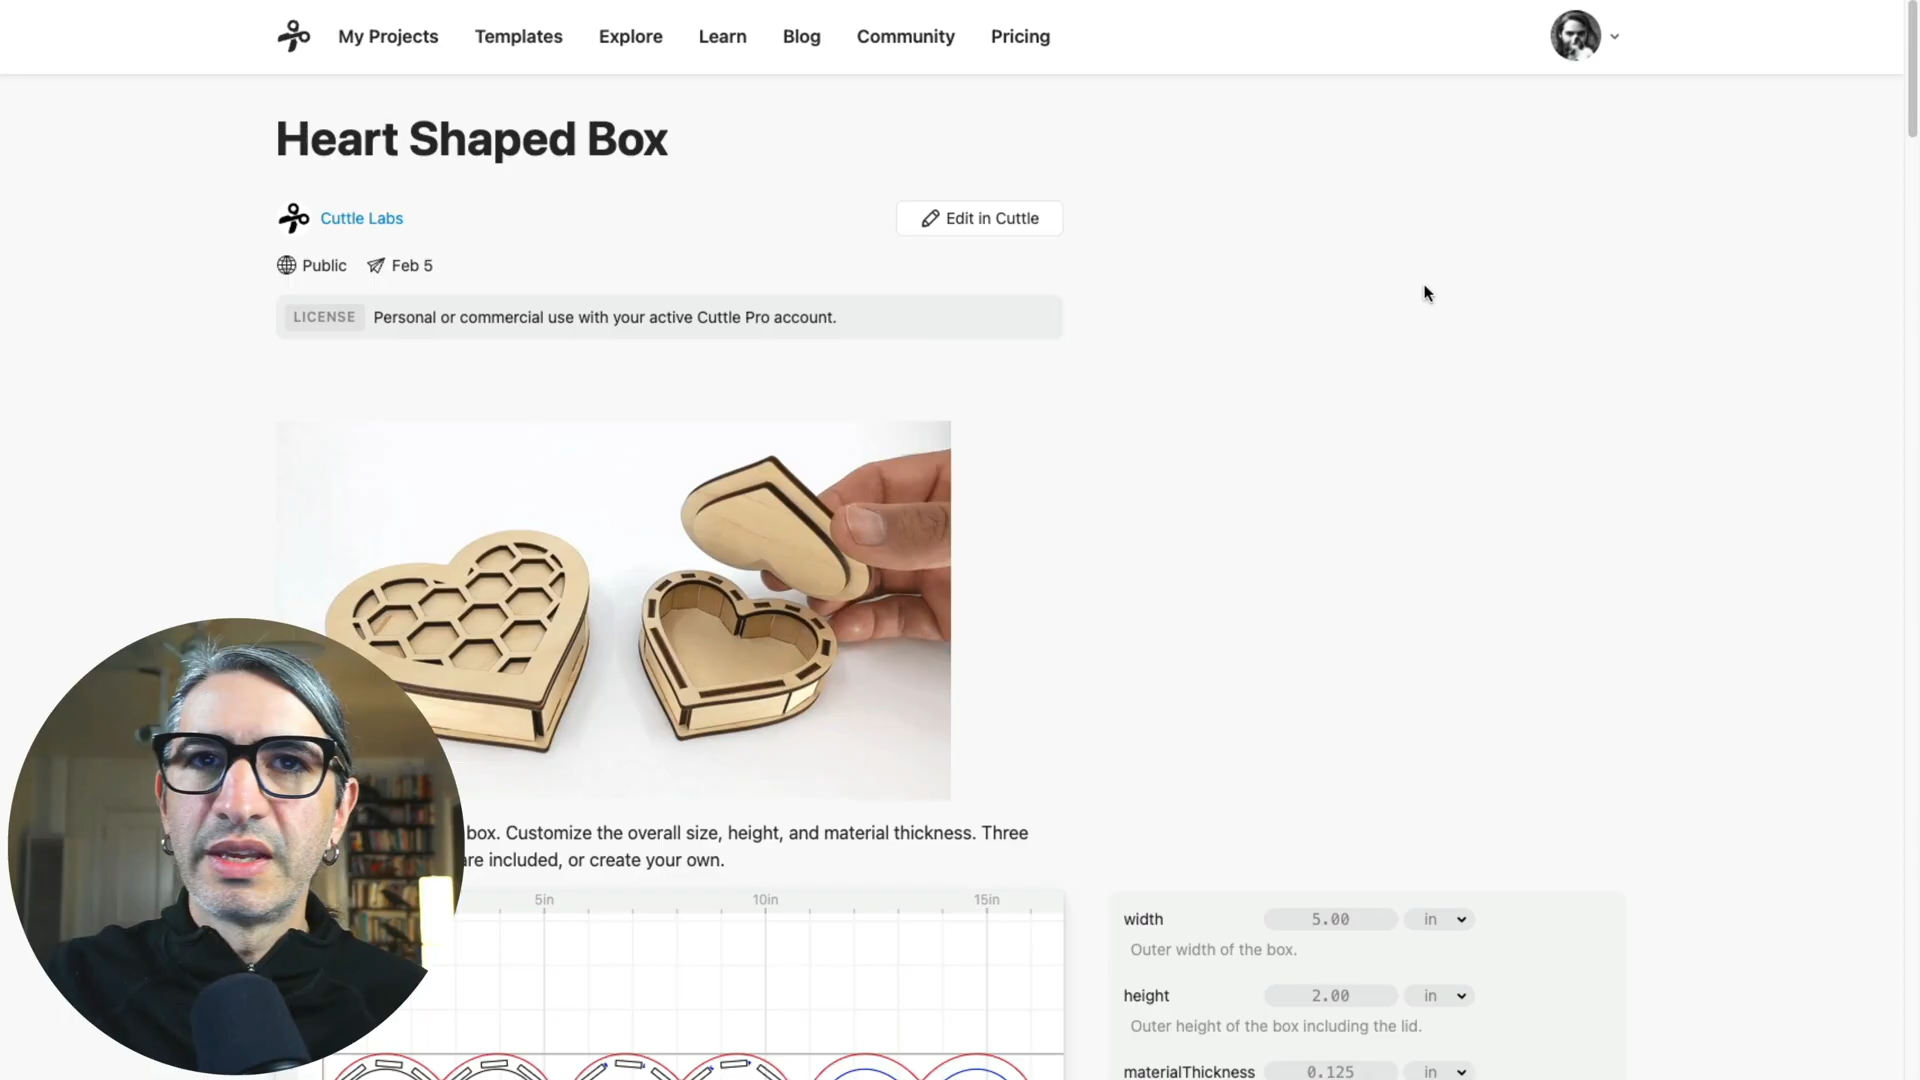 My Projects Templates Explore Learn Blog Community Pricing
Heart Shaped Box
Cuttle Labs
Edit in Cuttle
Public Feb 5
LICENSE Personal or commercial use with your active Cuttle Pro account.
box. Customize the overall size, height, and material thickness. Three
are included, or create your own.
5in 10in 15in
width 5.00 in
Outer width of the box.
height 2.00 in
Outer height of the box including the lid.
materialThickness 0.125 in